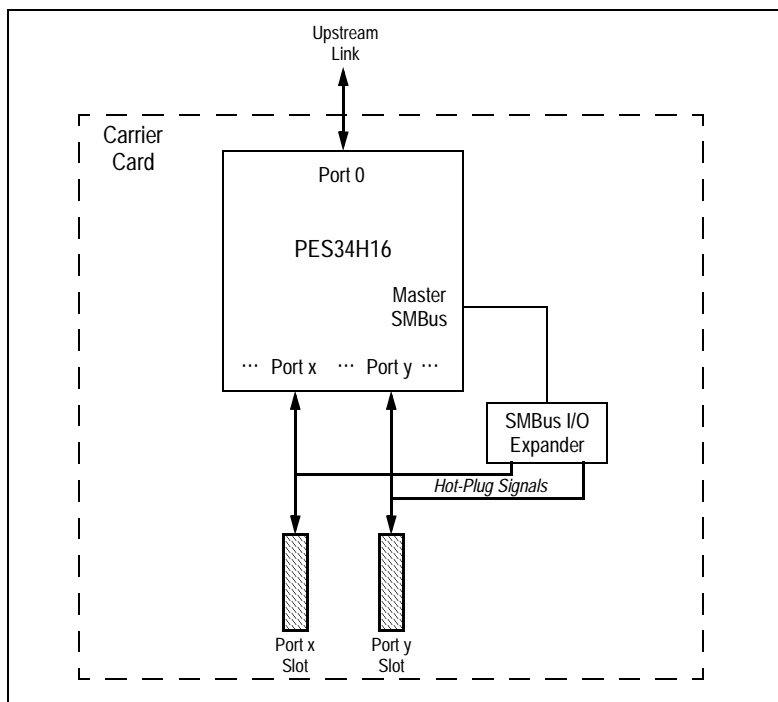 Upstream
Link
Carrier
Card
Port 0
PES34H16
Master
SMBus
··· Port x ··· Port y ···
SMBus I/O
Expander
Hot-Plug Signals
Port x
Slot
Port y
Slot